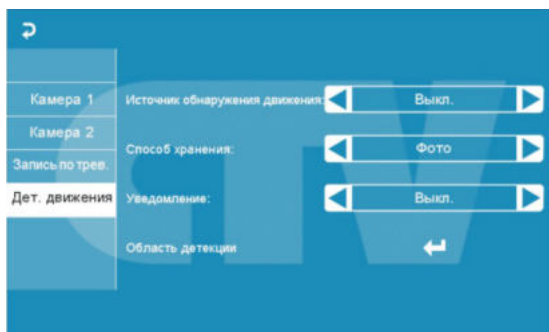 Камера 1
Камера 2
Запись по трев.
Дет. движения
Источник обнаружения движения:
Выкл.
Способ хранения:
Фото
Уведомление:
Выкл.
Область детекции
CTV